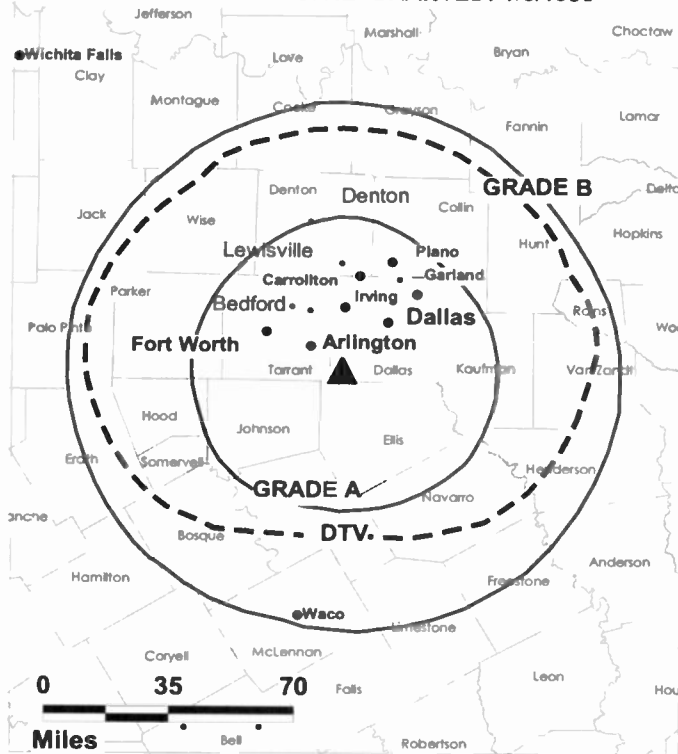 Jefferson
Marshall
Choctaw
Wichita Falls
Love
Bryan
Clay
Montague
Cooke
Grayson
Lamar
Fannin
GRADE B
Denton
Denton
Delta
Collin
Jack
Wise
Hopkins
Hunt
Lewisville
Plano
Carrollton
Garland
Parker
Bedford
Irving
Rains
Dallas
Palo Pinto
Fort Worth
Arlington
Tarrant
Dallas
Kaufman
Van Zandt
Hood
Johnson
Ellis
Erath
Somervell
Henderson
GRADE A
Navarro
DTV
Bosque
Anderson
Hamilton
Freestone
Waco
Limestone
Coryell
McLennan
Leon
0 35 70
Falls
Miles
Bell
Robertson